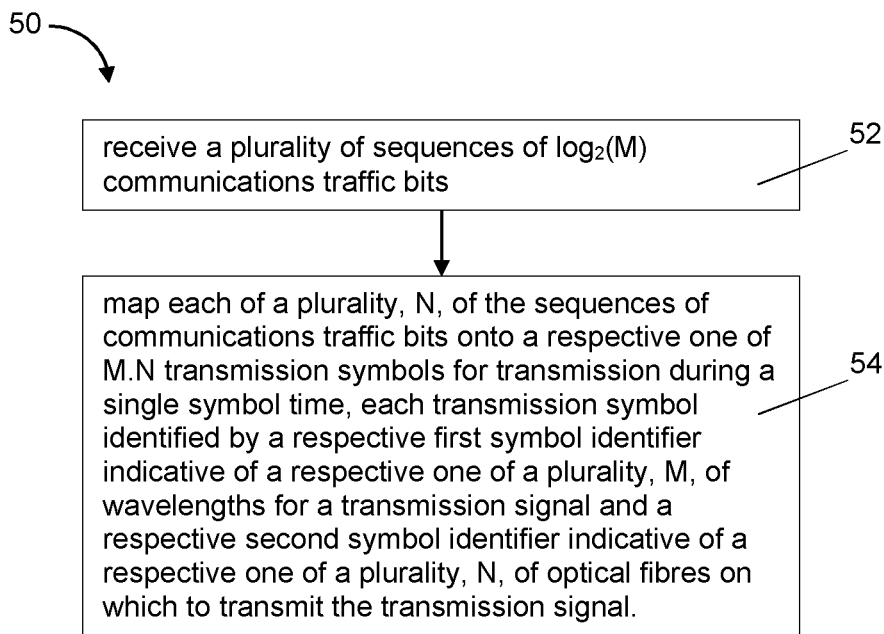 50
receive a plurality of sequences of log₂(M)
communications traffic bits
52
map each of a plurality, N, of the sequences of
communications traffic bits onto a respective one of
M.N transmission symbols for transmission during a
single symbol time, each transmission symbol
identified by a respective first symbol identifier
indicative of a respective one of a plurality, M, of
wavelengths for a transmission signal and a
respective second symbol identifier indicative of a
respective one of a plurality, N, of optical fibres on
which to transmit the transmission signal.
54